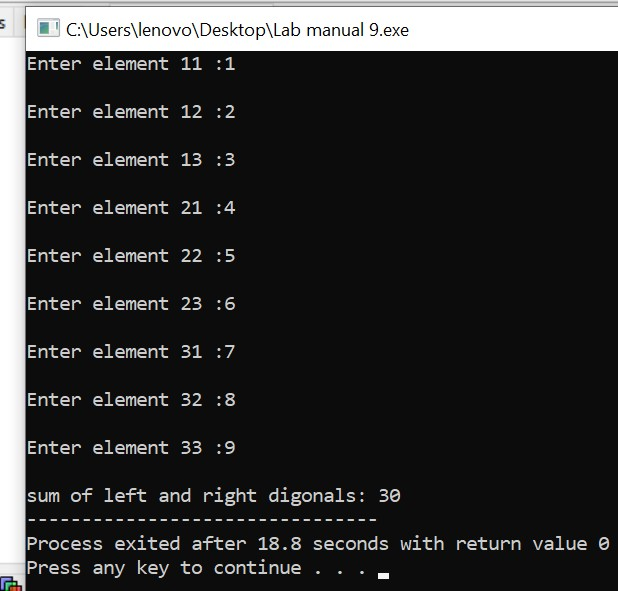 s
C:\Users\lenovo\Desktop\Lab manual 9.exe
Enter element 11 :1
Enter element 12 :2
Enter element 13 :3
Enter element 21 :4
Enter element 22 :5
Enter element 23 :6
Enter element 31 :7
Enter element 32 :8
Enter element 33 :9
sum of left and right digonals: 30
--------------------------------
Process exited after 18.8 seconds with return value 0
Press any key to continue . . .